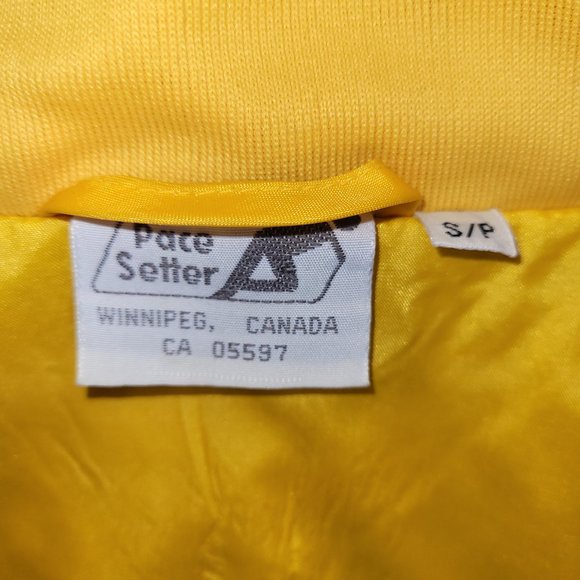 Pace
Setter
WINNIPEG, CANADA
CA 05597
S/P